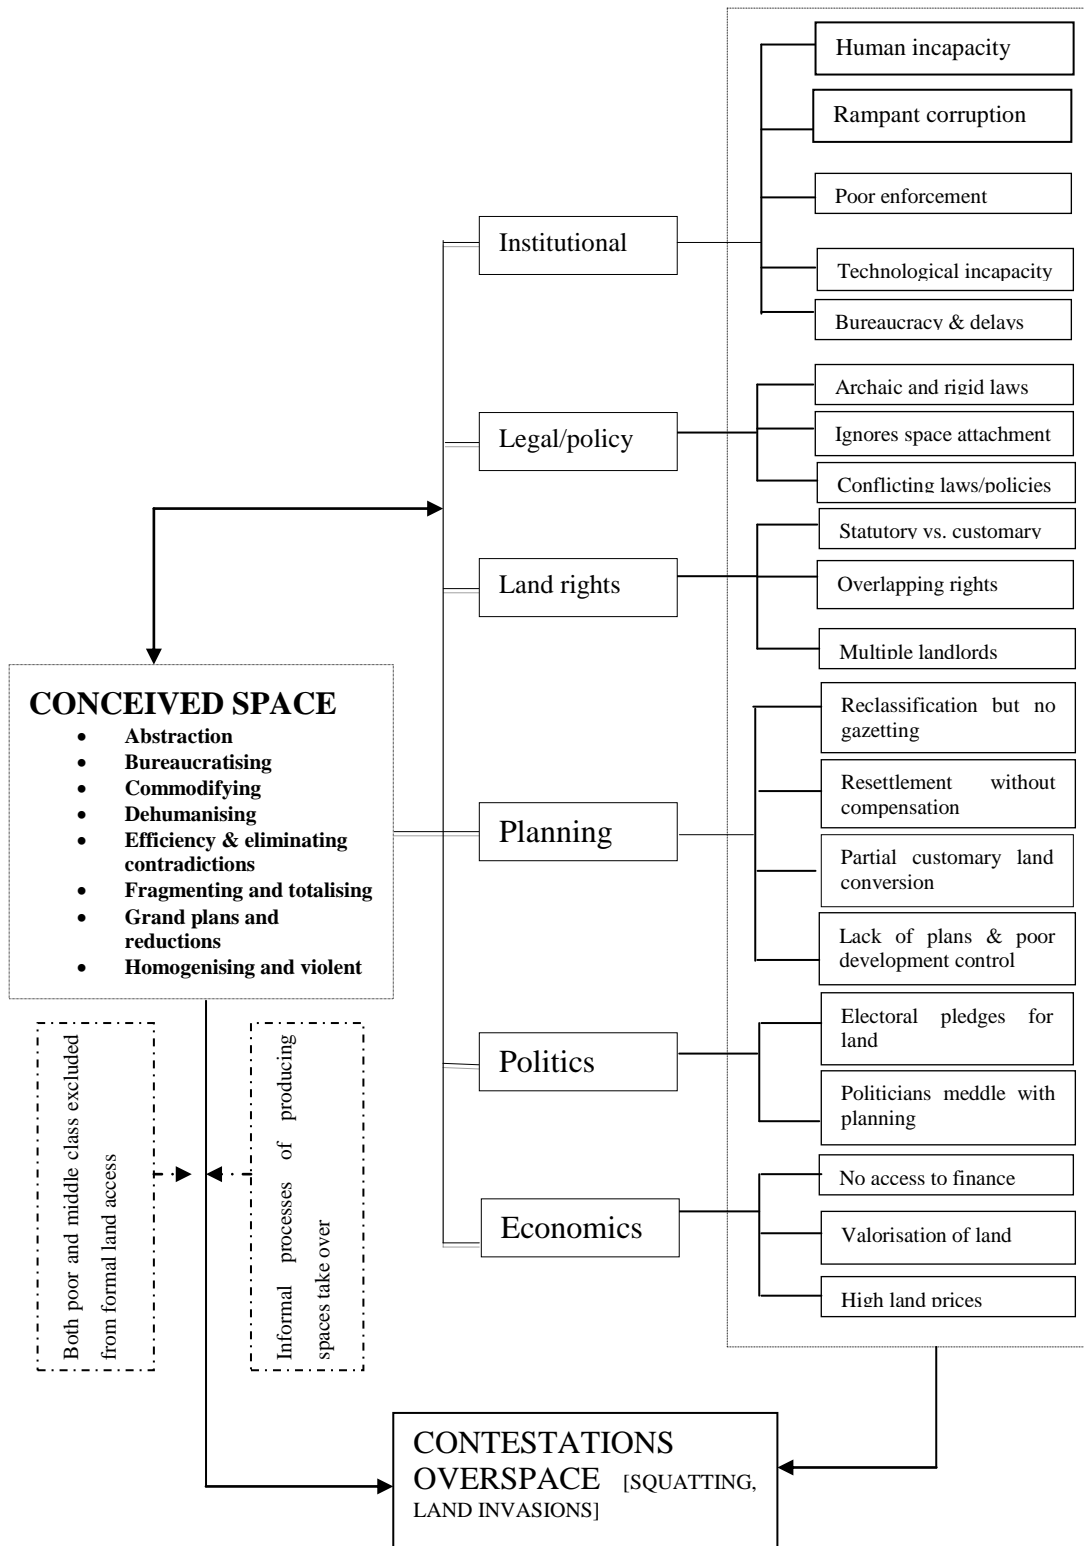 Human incapacity
Rampant corruption
Poor enforcement
Technological incapacity
Bureaucracy & delays
Institutional
Archaic and rigid laws
Ignores space attachment
Conflicting laws/policies
Legal/policy
Statutory vs. customary
Overlapping rights
Multiple landlords
Land rights
CONCEIVED SPACE
• Abstraction
• Bureaucratising
• Commodifying
• Dehumanising
• Efficiency & eliminating
contradictions
• Fragmenting and totalising
• Grand plans and
reductions
• Homogenising and violent
Reclassification but no
gazetting
Resettlement without
compensation
Partial customary land
conversion
Lack of plans & poor
development control
Planning
Electoral pledges for
land
Politicians meddle with
planning
Politics
No access to finance
Valorisation of land
High land prices
Economics
Both poor and middle class excluded
from formal land access
Informal processes of producing
spaces take over
CONTESTATIONS
OVERSPACE [SQUATTING,
LAND INVASIONS]